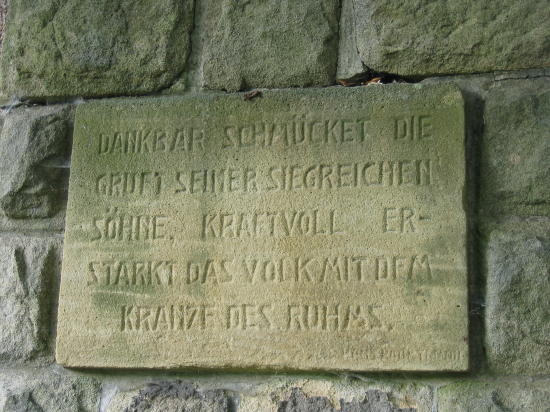 DANKBAR SCHMÜCKET DIE
GRUFT SEINER SIEGREICHEN
SÖHNE. KRAFTVOLL ER-
STARKT DAS VOLK MIT DEM
KRANZE DES RUHMS.